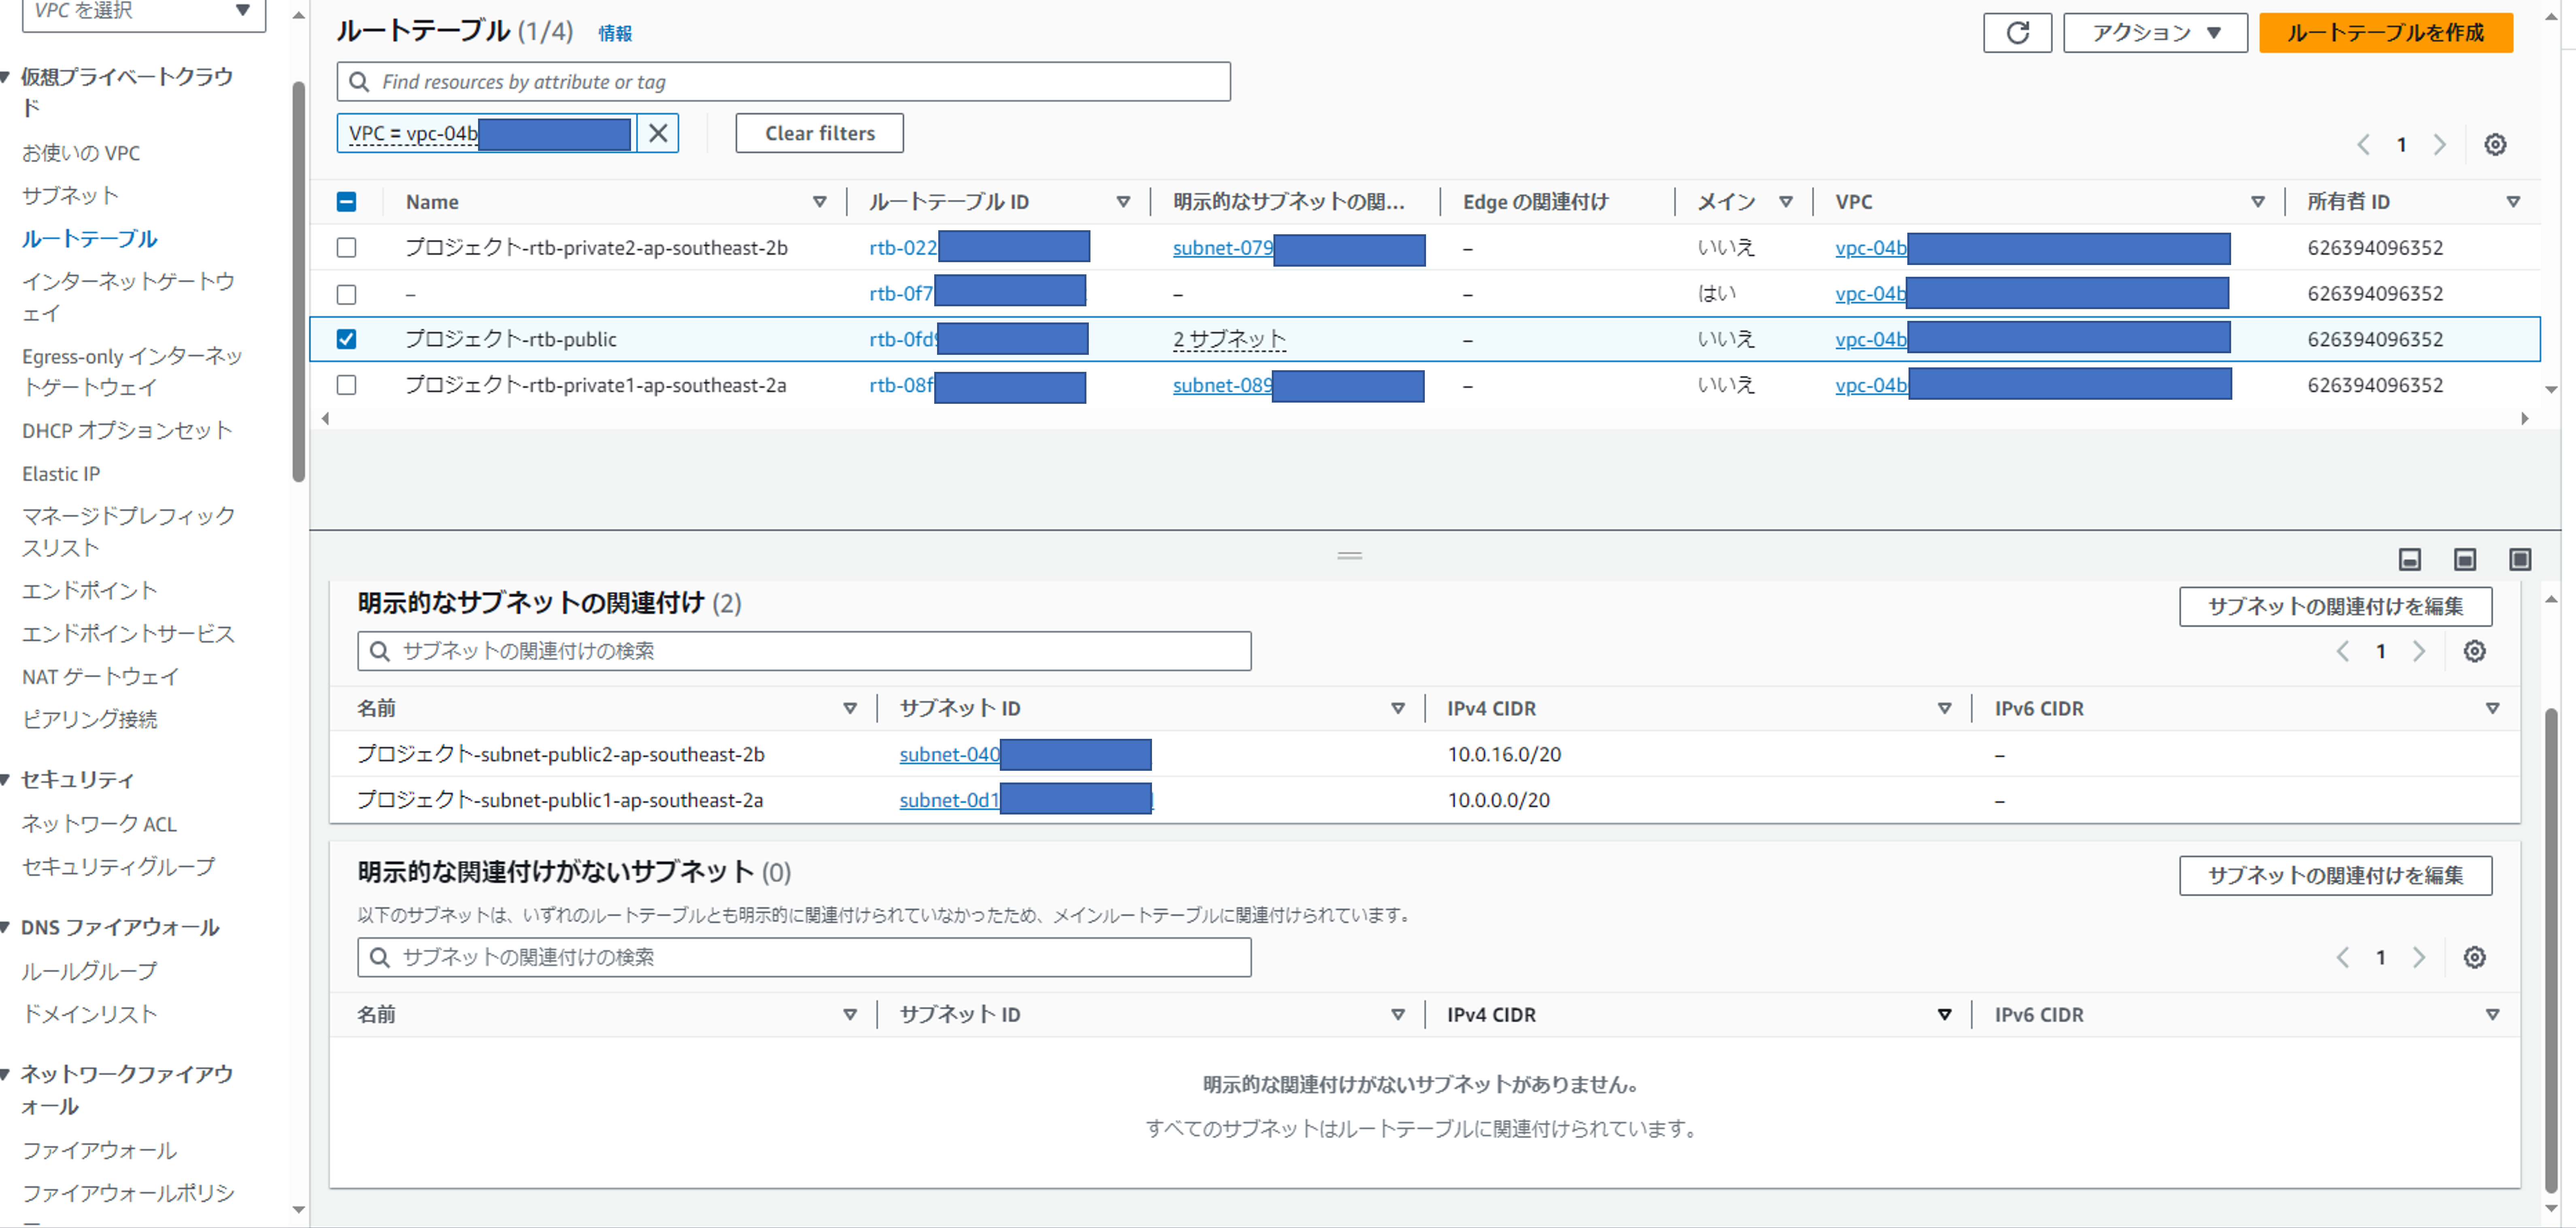 VPC を選択
仮想プライベートクラウ
ド
お使いの VPC
サブネット
ルートテーブル
インターネットゲートウ
ェイ
Egress-only インターネッ
トゲートウェイ
DHCP オプションセット
Elastic IP
マネージドプレフィック
スリスト
エンドポイント
エンドポイントサービス
NAT ゲートウェイ
ピアリング接続
セキュリティ
ネットワーク ACL
セキュリティグループ
DNS ファイアウォール
ルールグループ
ドメインリスト
ネットワークファイアウ
ォール
ファイアウォール
ファイアウォールポリシ
ー
ルートテーブル (1/4) 情報
アクション
ルートテーブルを作成
Find resources by attribute or tag
VPC = vpc-04b
Clear filters
1
Name ルートテーブル ID 明示的なサブネットの関... Edge の関連付け メイン VPC 所有者 ID
プロジェクト-rtb-private2-ap-southeast-2b rtb-022 subnet-079 – いいえ vpc-04b 626394096352
– rtb-0f7 – – はい vpc-04b 626394096352
プロジェクト-rtb-public rtb-0fd 2 サブネット – いいえ vpc-04b 626394096352
プロジェクト-rtb-private1-ap-southeast-2a rtb-08f subnet-089 – いいえ vpc-04b 626394096352
明示的なサブネットの関連付け (2)
サブネットの関連付けを編集
サブネットの関連付けの検索
1
名前 サブネット ID IPv4 CIDR IPv6 CIDR
プロジェクト-subnet-public2-ap-southeast-2b subnet-040 10.0.16.0/20 –
プロジェクト-subnet-public1-ap-southeast-2a subnet-0d1 10.0.0.0/20 –
明示的な関連付けがないサブネット (0)
サブネットの関連付けを編集
以下のサブネットは、いずれのルートテーブルとも明示的に関連付けられていなかったため、メインルートテーブルに関連付けられています。
サブネットの関連付けの検索
1
名前 サブネット ID IPv4 CIDR IPv6 CIDR
明示的な関連付けがないサブネットがありません。
すべてのサブネットはルートテーブルに関連付けられています。